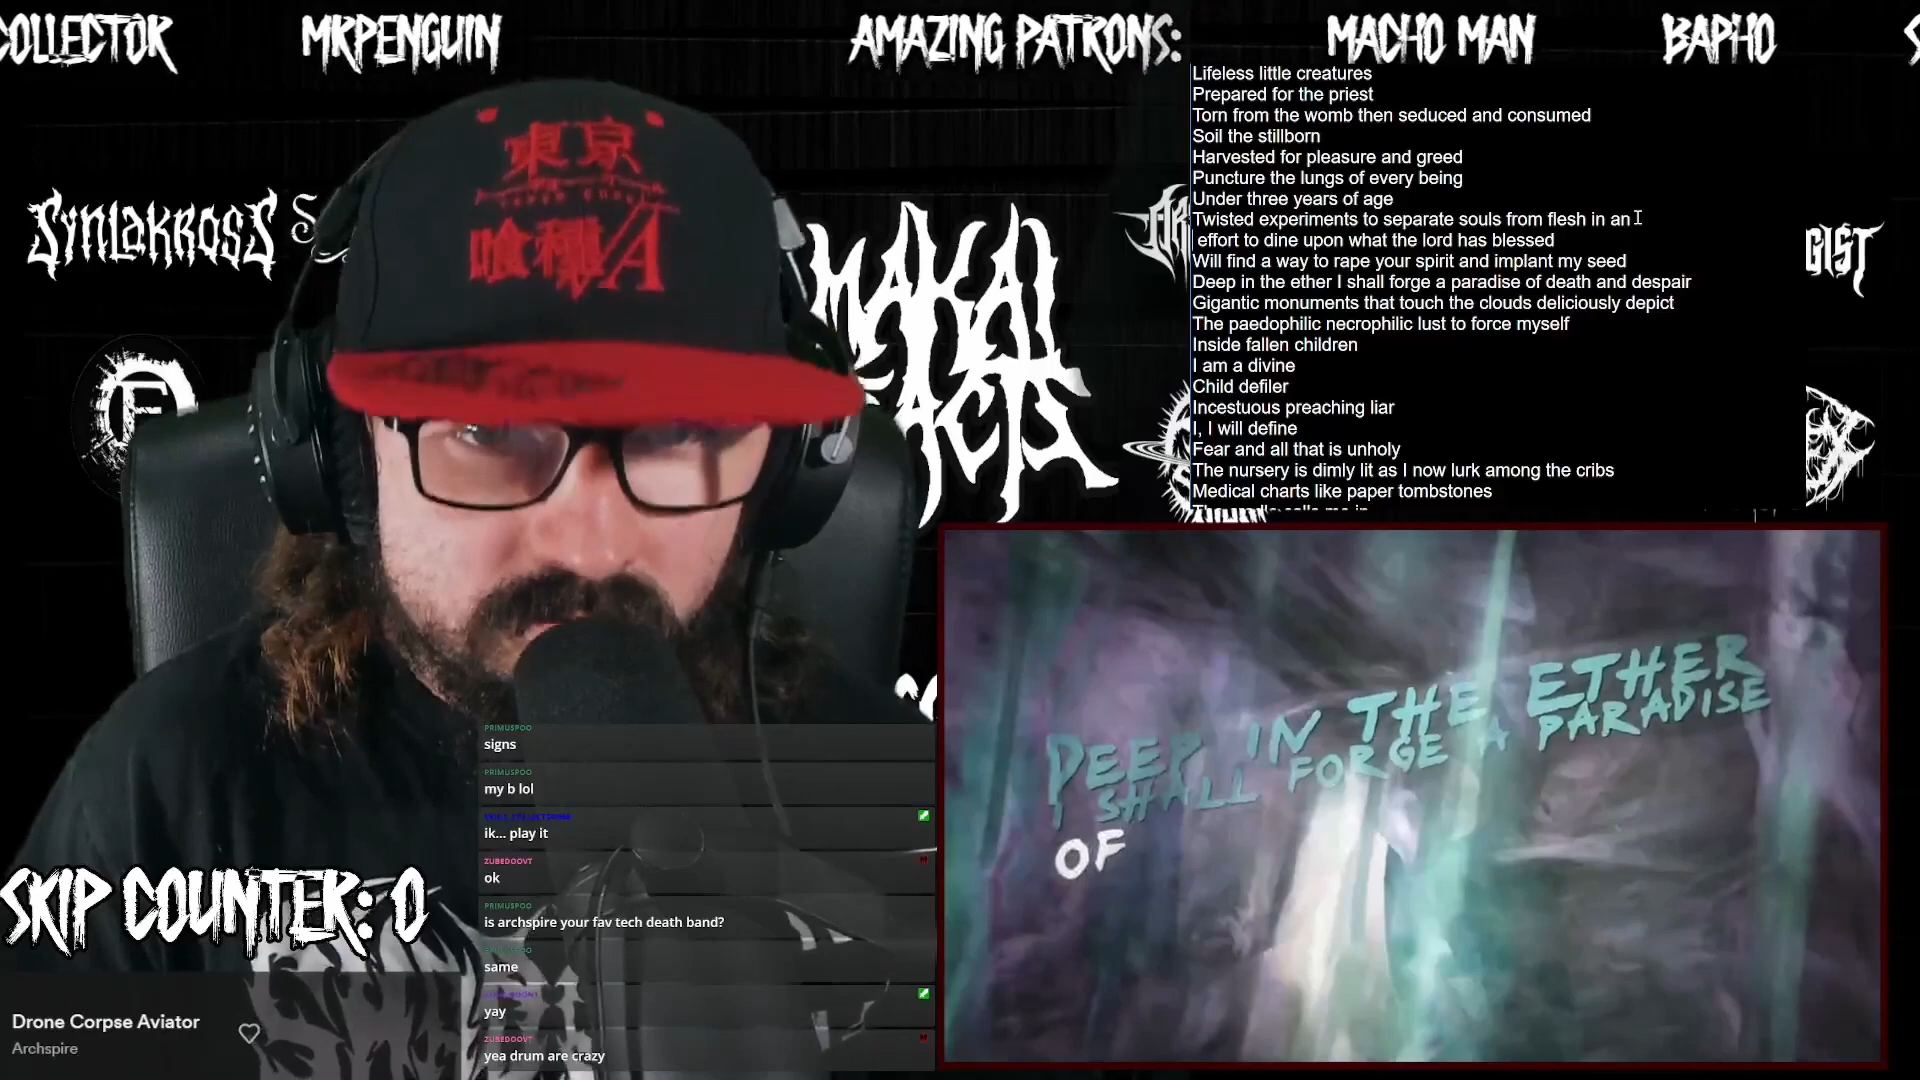 COLLECTOR MRPENGUIN AMAZING PATRONS: MACHO MAN BAPHO
Lifeless little creatures
Prepared for the priest
Torn from the womb then seduced and consumed
Soil the stillborn
Harvested for pleasure and greed
Puncture the lungs of every being
Under three years of age
Twisted experiments to separate souls from flesh in an
effort to dine upon what the lord has blessed
Will find a way to rape your spirit and implant my seed
Deep in the ether I shall forge a paradise of death and despair
Gigantic monuments that touch the clouds deliciously depict
The paedophilic necrophilic lust to force myself
Inside fallen children
I am a divine
Child defiler
Incestuous preaching liar
I, I will define
Fear and all that is unholy
The nursery is dimly lit as I now lurk among the cribs
Medical charts like paper tombstones
東京
喰種√A
SYNLAKROSS
MAKAI
GIST
DEEP IN THE ETHER
I SHALL FORGE A PARADISE
OF
PRIMUSPOO
signs
PRIMUSPOO
my b lol
ik... play it
ZUBEDOOVT
ok
PRIMUSPOO
is archspire your fav tech death band?
PRIMUSPOO
same
yay
ZUBEDOOVT
yea drum are crazy
SKIP COUNTER: 0
Drone Corpse Aviator
Archspire